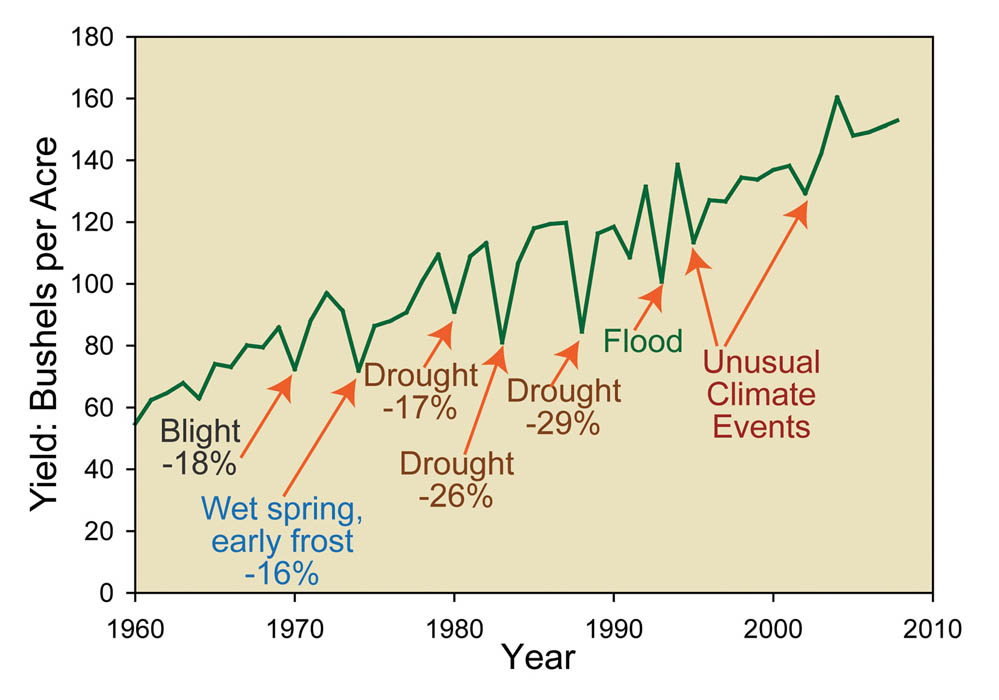 Yield: Bushels per Acre
180
160
140
120
100
80
60
40
20
0
Blight
-18%
Wet spring,
early frost
-16%
Drought
-17%
Drought
-26%
Drought
-29%
Flood
Unusual
Climate
Events
1960
1970
1980
1990
2000
2010
Year